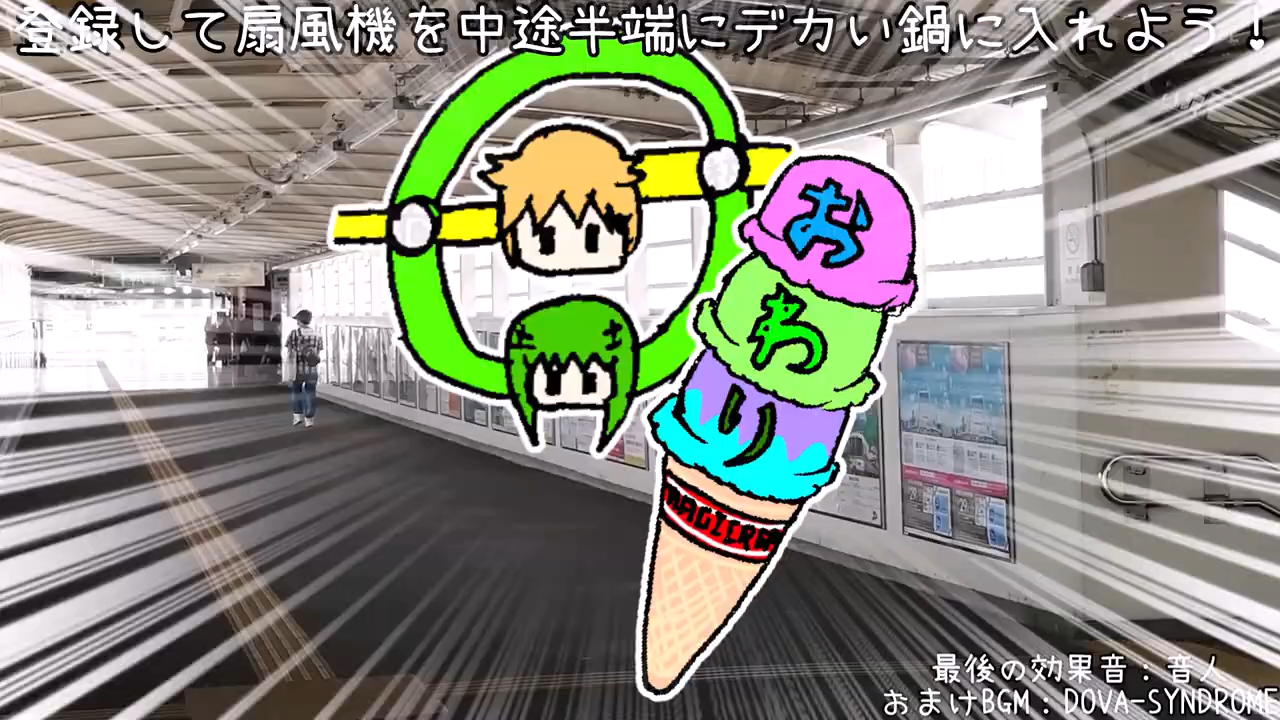 登録して扇風機を中途半端にデカい鍋に入れよう！
お
わ
り
最後の効果音：音人
おまけBGM：DOVA-SYNDROME